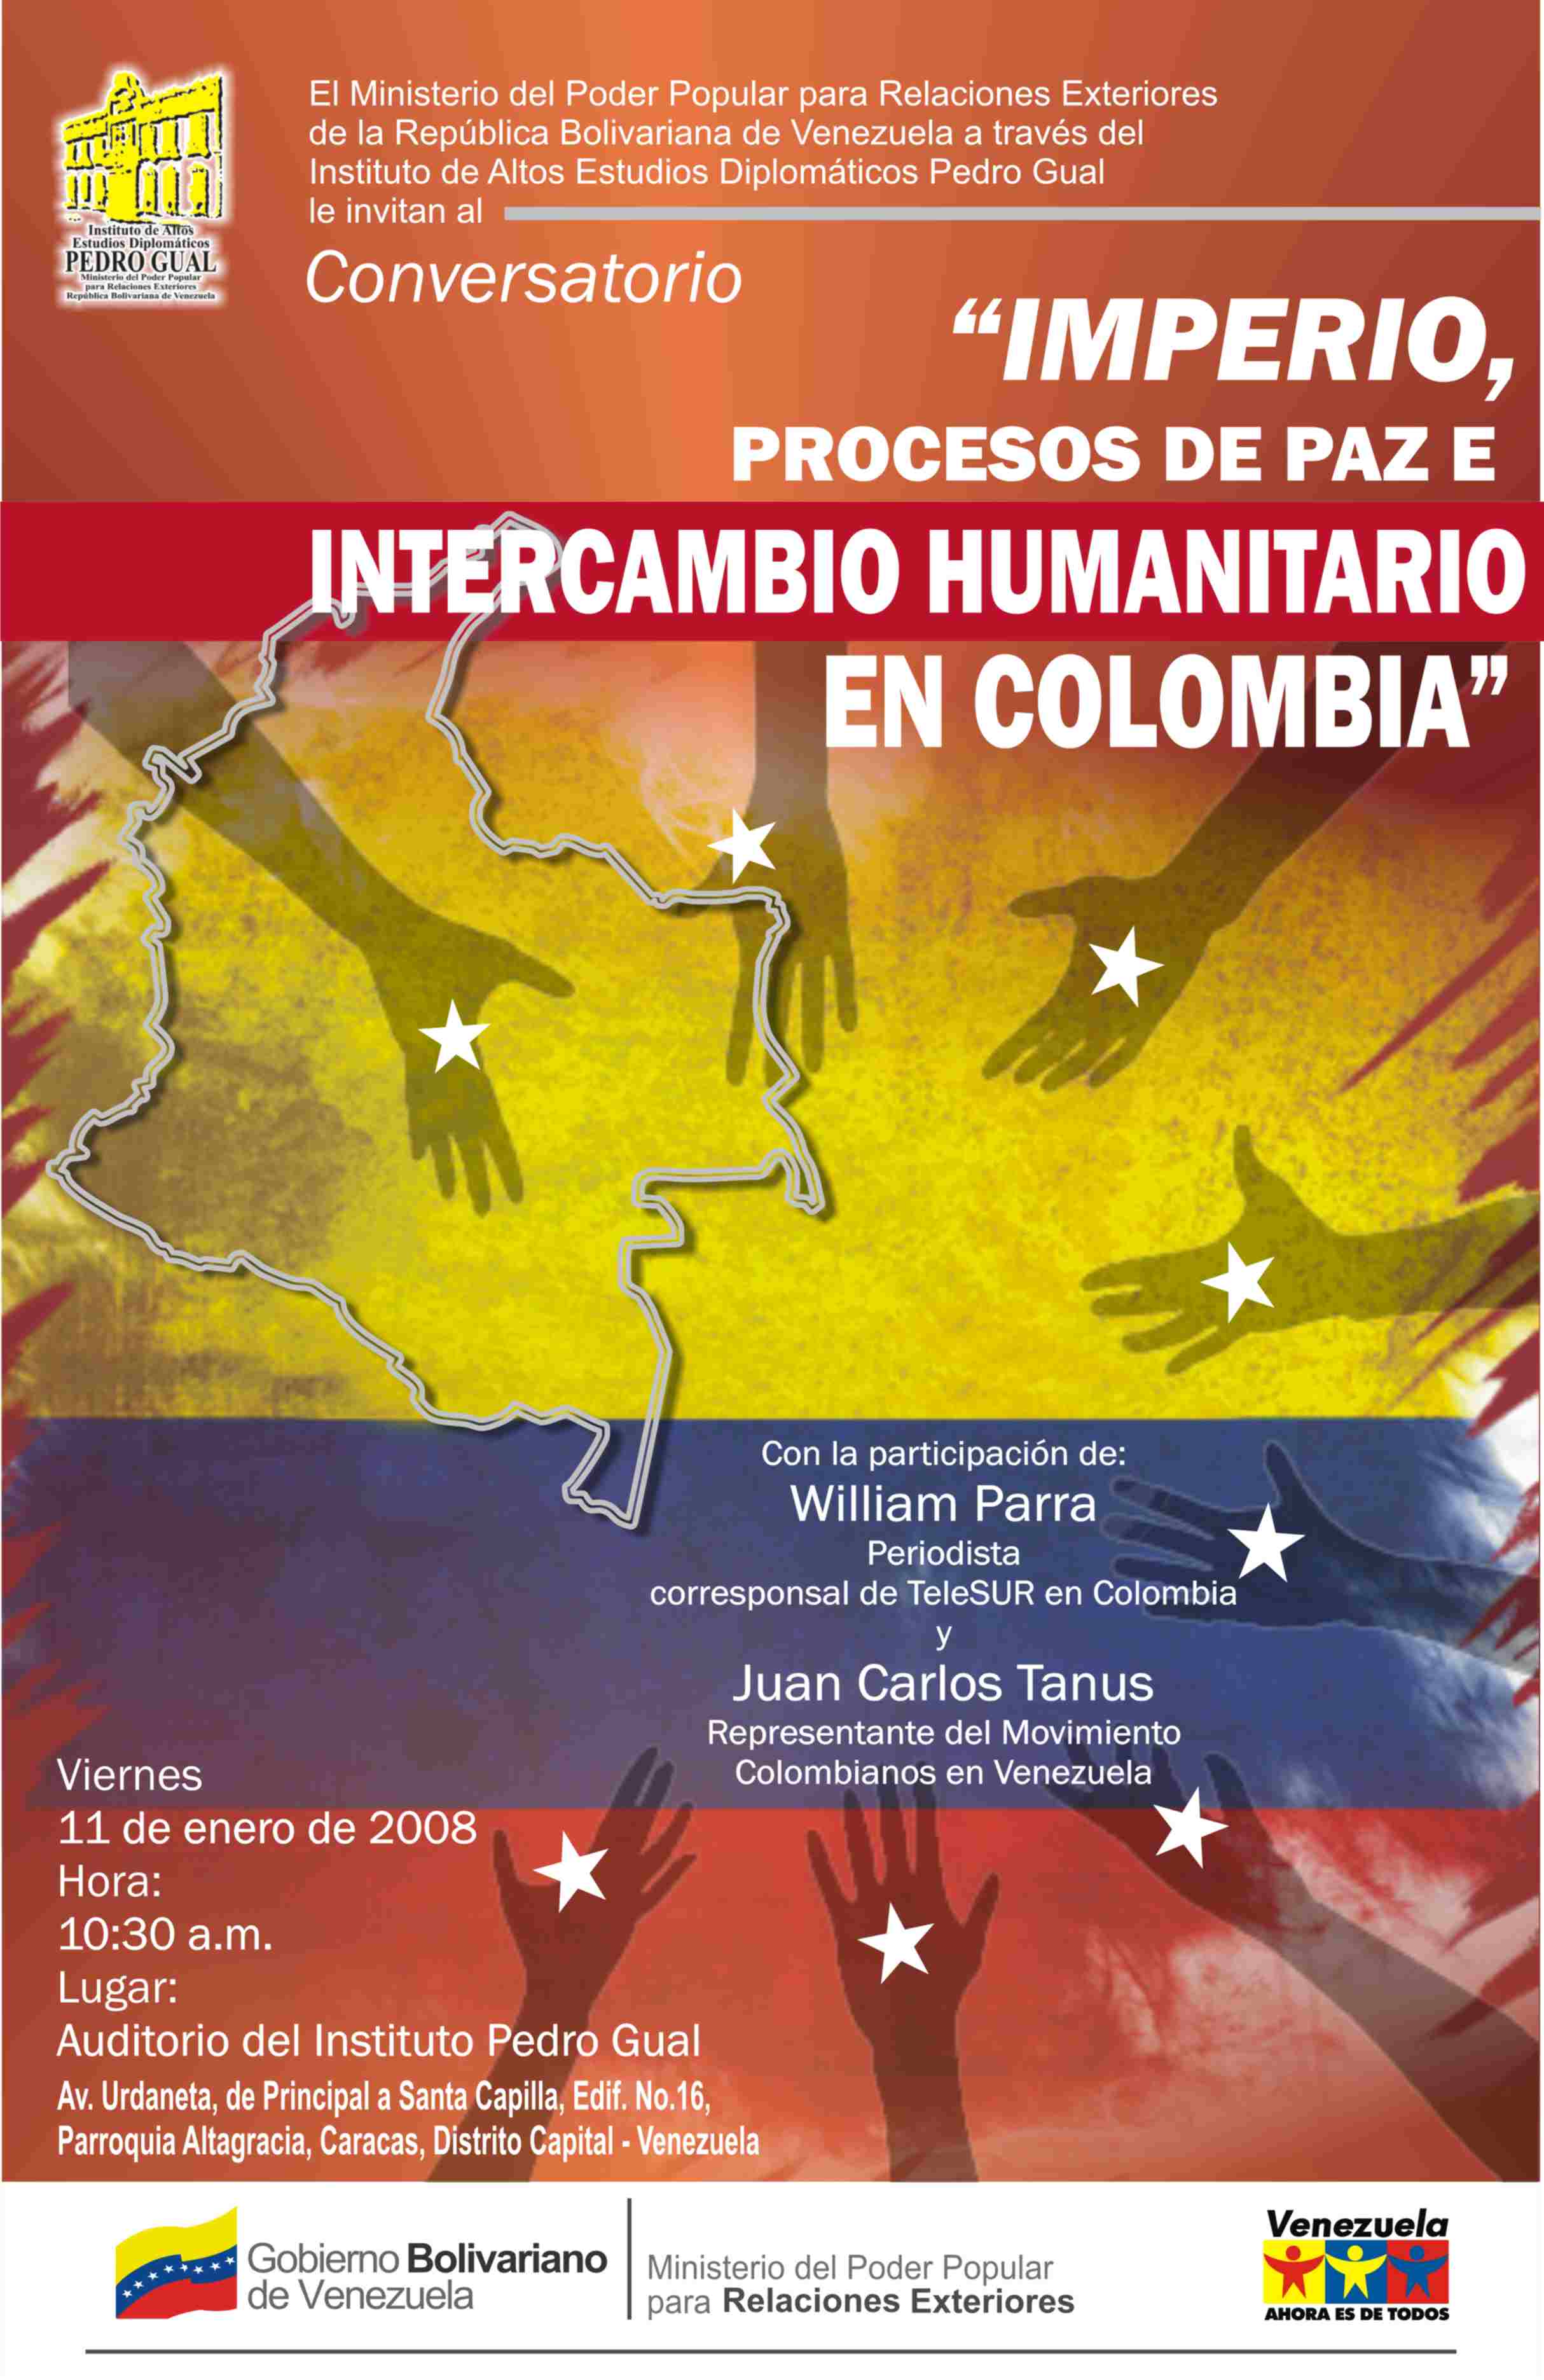 El Ministerio del Poder Popular para Relaciones Exteriores
de la República Bolivariana de Venezuela a través del
Instituto de Altos Estudios Diplomáticos Pedro Gual
le invitan al
Instituto de Altos
Estudios Diplomáticos
PEDRO GUAL
Ministerio del Poder Popular
para Relaciones Exteriores
República Bolivariana de Venezuela
Conversatorio
“IMPERIO,
PROCESOS DE PAZ E
INTERCAMBIO HUMANITARIO
EN COLOMBIA”
Con la participación de:
William Parra
Periodista
corresponsal de TeleSUR en Colombia
y
Juan Carlos Tanus
Representante del Movimiento
Colombianos en Venezuela
Viernes
11 de enero de 2008
Hora:
10:30 a.m.
Lugar:
Auditorio del Instituto Pedro Gual
Av. Urdaneta, de Principal a Santa Capilla, Edif. No.16,
Parroquia Altagracia, Caracas, Distrito Capital - Venezuela
Gobierno Bolivariano
de Venezuela
Ministerio del Poder Popular
para Relaciones Exteriores
Venezuela
AHORA ES DE TODOS